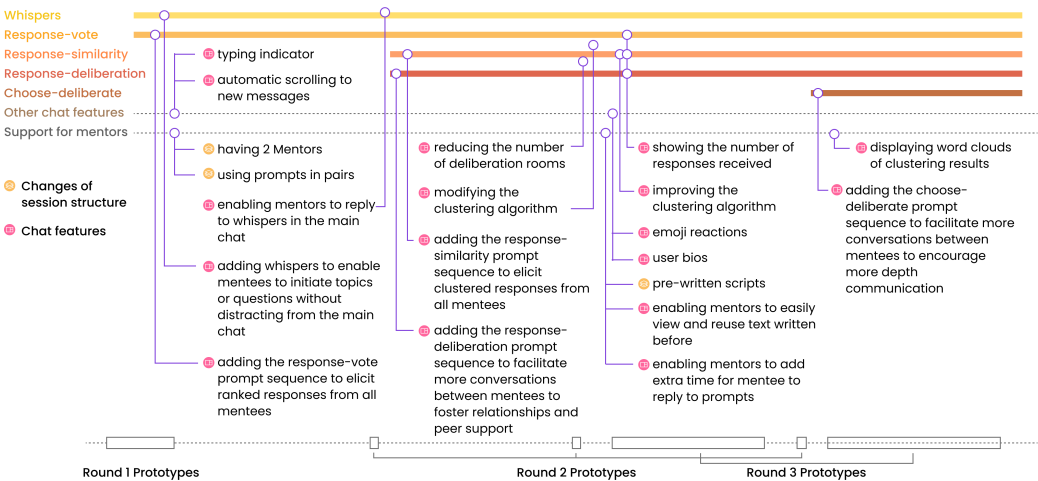 Whispers
Response-vote
Response-similarity
Response-deliberation
Choose-deliberate
Other chat features
Support for mentors
Changes of
session structure
Chat features
typing indicator
automatic scrolling to
new messages
having 2 Mentors
using prompts in pairs
enabling mentors to reply
to whispers in the main
chat
adding whispers to enable
mentees to initiate topics
or questions without
distracting from the main
chat
adding the response-vote
prompt sequence to elicit
ranked responses from all
mentees
reducing the number
of deliberation rooms
modifying the
clustering algorithm
adding the response-
similarity prompt
sequence to elicit
clustered responses from
all mentees
adding the response-
deliberation prompt
sequence to facilitate
more conversations
between mentees to
foster relationships and
peer support
showing the number of
responses received
improving the
clustering algorithm
emoji reactions
user bios
pre-written scripts
enabling mentors to easily
view and reuse text written
before
enabling mentors to add
extra time for mentee to
reply to prompts
displaying word clouds
of clustering results
adding the choose-
deliberate prompt
sequence to facilitate more
conversations between
mentees to encourage
more depth
communication
Round 1 Prototypes
Round 2 Prototypes
Round 3 Prototypes